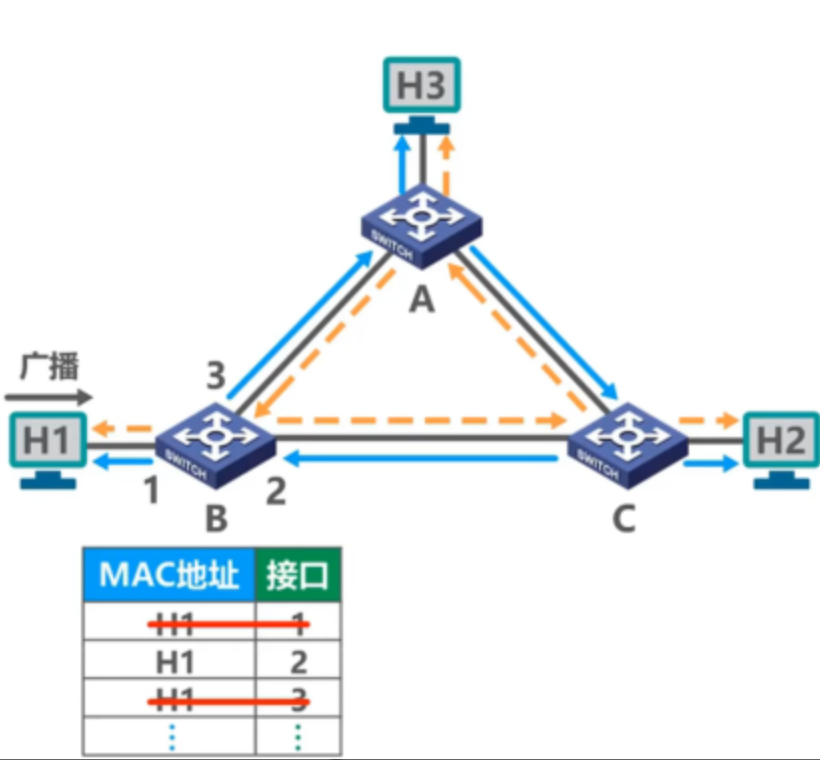 H3
SWITCH
A
3
广播
H1
SWITCH
1
2
B
SWITCH
H2
C
MAC地址 接口
H1 1
H1 2
H1 3
⋮ ⋮